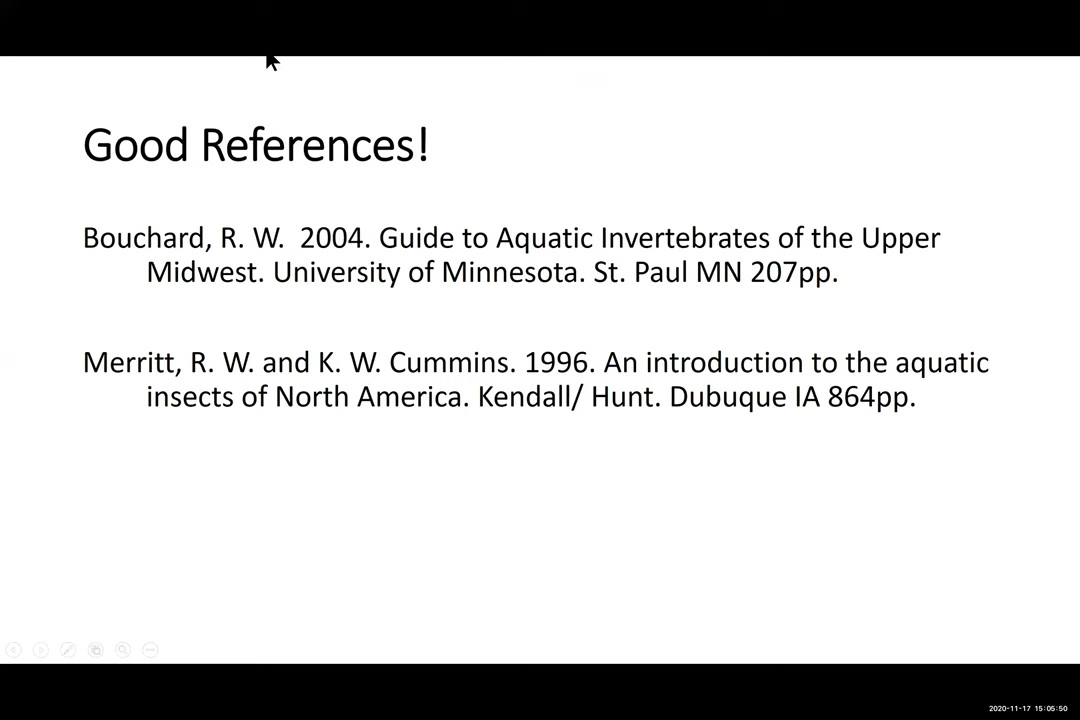 Good References!
Bouchard, R. W.  2004. Guide to Aquatic Invertebrates of the Upper
Midwest. University of Minnesota. St. Paul MN 207pp.
Merritt, R. W. and K. W. Cummins. 1996. An introduction to the aquatic
insects of North America. Kendall/ Hunt. Dubuque IA 864pp.
2020-11-17 15:05:50